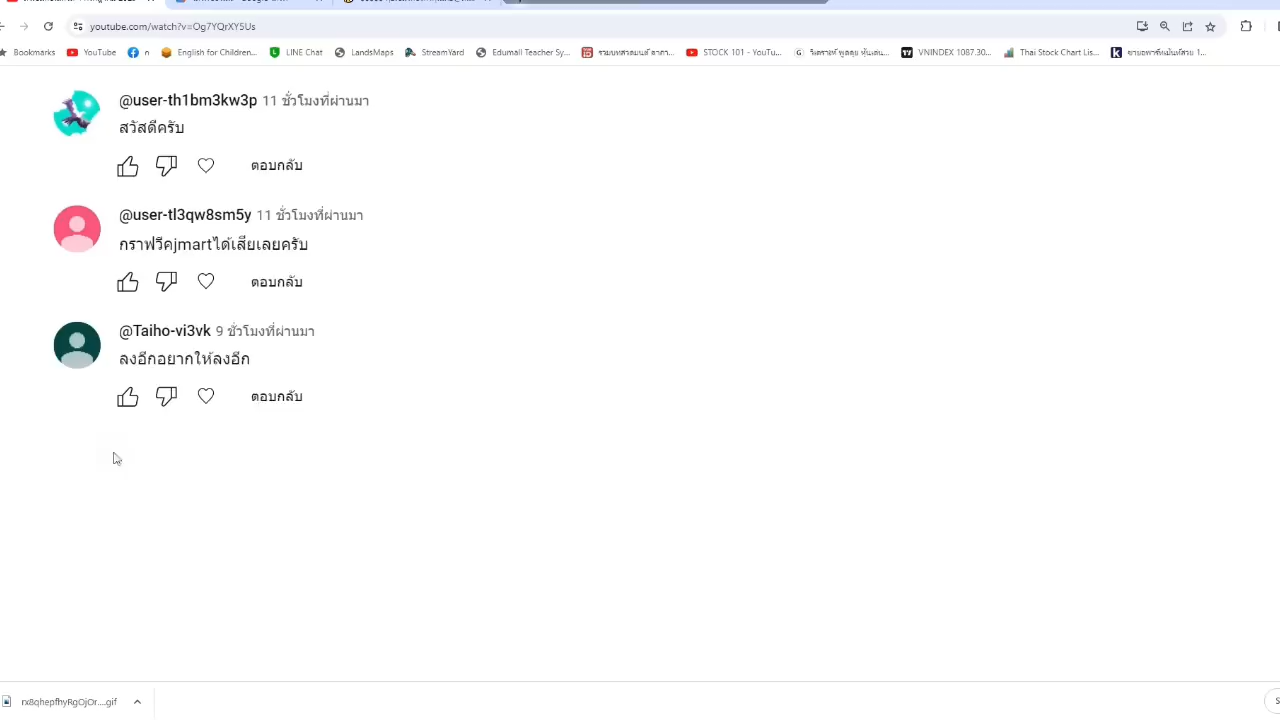 youtube.com/watch?v=Og7YQrXY5Us
Bookmarks YouTube n English for Children... LINE Chat LandsMaps StreamYard Edumall Teacher Sy... STOCK 101 - YouTu... VNINDEX 1087.30... Thai Stock Chart Lis...
@user-th1bm3kw3p 11 ชั่วโมงที่ผ่านมา
สวัสดีครับ
ตอบกลับ
@user-tl3qw8sm5y 11 ชั่วโมงที่ผ่านมา
กราฟวีคjmartได้เสียเลยครับ
ตอบกลับ
@Taiho-vi3vk 9 ชั่วโมงที่ผ่านมา
ลงอีกอยากให้ลงอีก
ตอบกลับ
rx8qhepfhyRgOjOr....gif